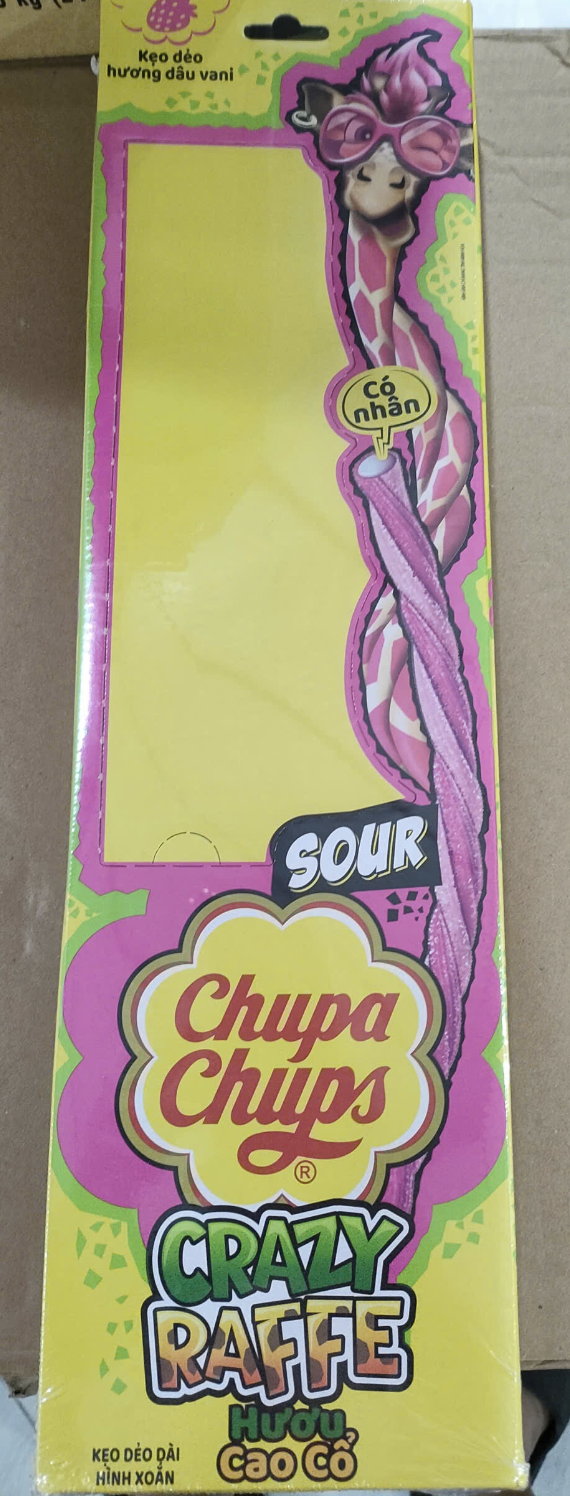 Kẹo dẻo
hương dâu vani
Có
nhân
SOUR
Chupa
Chups
®
CRAZY
RAFFE
Hươu
Cao Cổ
KẸO DẺO DÀI
HÌNH XOẮN